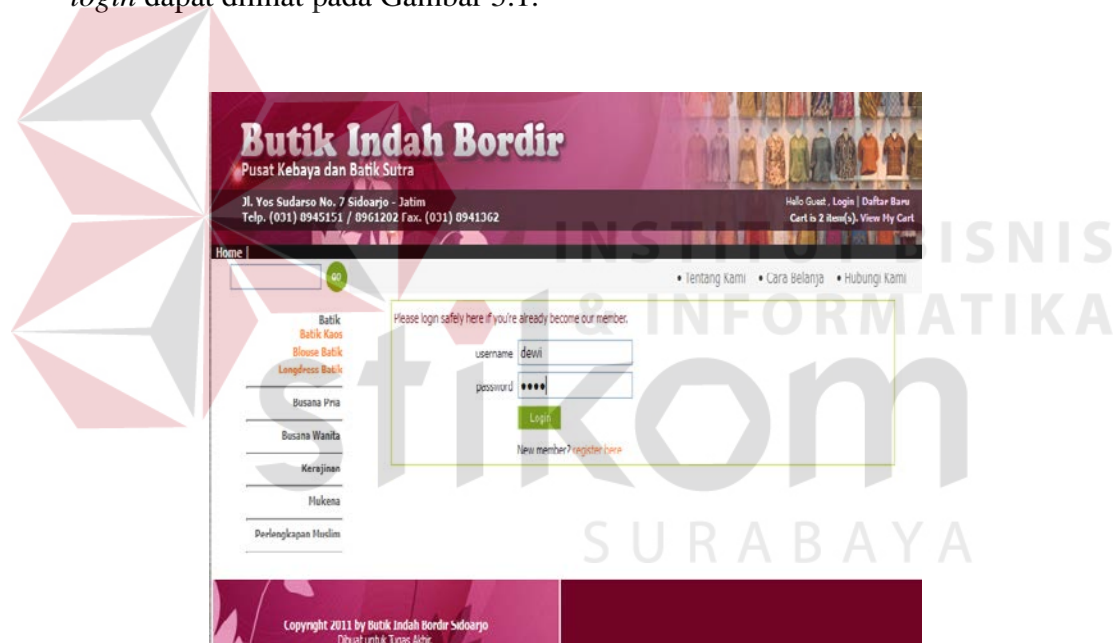 login dapat dilihat pada Gambar 5.1.
Butik Indah Bordir
Pusat Kebaya dan Batik Sutra
Jl. Yos Sudarso No. 7 Sidoarjo - Jatim
Telp. (031) 8945151 / 8961202 Fax. (031) 8941362
Hallo Guest , Login | Daftar Baru
Cart is 2 item(s). View My Cart
Home |
GO
• Tentang Kami • Cara Belanja • Hubungi Kami
INSTITUT BISNIS
& INFORMATIKA
stikom
SURABAYA
Batik
Batik Kaos
Blouse Batik
Longdress Batik
Busana Pria
Busana Wanita
Kerajinan
Mukena
Perlengkapan Muslim
Please login safely here if you're already become our member.
username dewi
password ••••
Login
New member? register here
Copyright 2011 by Butik Indah Bordir Sidoarjo
Dibuat untuk Tugas Akhir